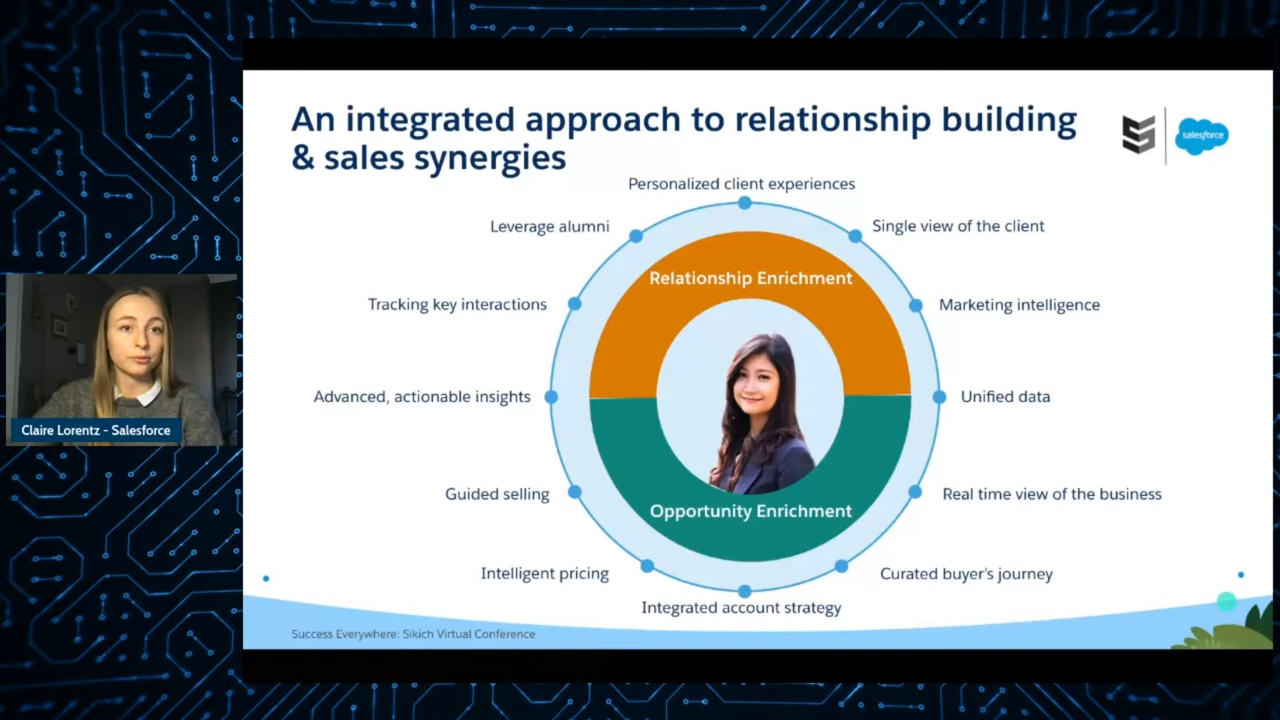 An integrated approach to relationship building
& sales synergies
salesforce
Personalized client experiences
Leverage alumni
Single view of the client
Relationship Enrichment
Tracking key interactions
Marketing intelligence
Advanced, actionable insights
Unified data
Claire Lorentz - Salesforce
Guided selling
Real time view of the business
Opportunity Enrichment
Intelligent pricing
Curated buyer’s journey
Integrated account strategy
Success Everywhere: Sikich Virtual Conference